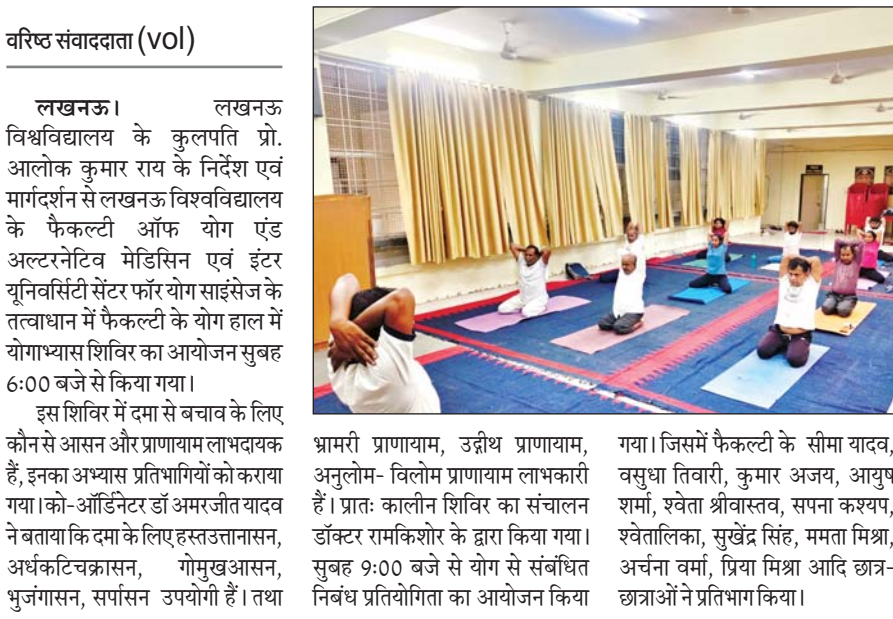 वरिष्ठ संवाददाता (vol)
लखनऊ। लखनऊ
विश्वविद्यालय के कुलपति प्रो.
आलोक कुमार राय के निर्देश एवं
मार्गदर्शन से लखनऊ विश्वविद्यालय
के फैकल्टी ऑफ योग एंड
अल्टरनेटिव मेडिसिन एवं इंटर
यूनिवर्सिटी सेंटर फॉर योग साइंसेज के
तत्वाधान में फैकल्टी के योग हाल में
योगाभ्यास शिविर का आयोजन सुबह
6:00 बजे से किया गया।
इस शिविर में दमा से बचाव के लिए
कौन से आसन और प्राणायाम लाभदायक
हैं, इनका अभ्यास प्रतिभागियों को कराया
गया। को-ऑर्डिनेटर डॉ अमरजीत यादव
ने बताया कि दमा के लिए हस्तउत्तानासन,
अर्धकटिचक्रासन, गोमुखआसन,
भुजंगासन, सर्पासन उपयोगी हैं। तथा
भ्रामरी प्राणायाम, उद्गीथ प्राणायाम,
अनुलोम- विलोम प्राणायाम लाभकारी
हैं। प्रातः कालीन शिविर का संचालन
डॉक्टर रामकिशोर के द्वारा किया गया।
सुबह 9:00 बजे से योग से संबंधित
निबंध प्रतियोगिता का आयोजन किया
गया। जिसमें फैकल्टी के सीमा यादव,
वसुधा तिवारी, कुमार अजय, आयुष
शर्मा, श्वेता श्रीवास्तव, सपना कश्यप,
श्वेतालिका, सुखेंद्र सिंह, ममता मिश्रा,
अर्चना वर्मा, प्रिया मिश्रा आदि छात्र-
छात्राओं ने प्रतिभाग किया।